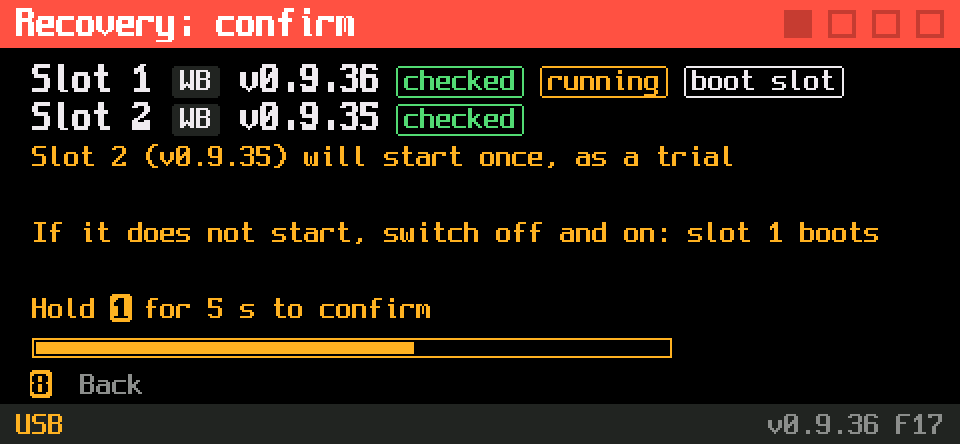 Recovery: confirm
Slot 1 WB v0.9.36 checked running boot slot
Slot 2 WB v0.9.35 checked
Slot 2 (v0.9.35) will start once, as a trial
If it does not start, switch off and on: slot 1 boots
Hold 1 for 5 s to confirm
8 Back
USB v0.9.36 F17